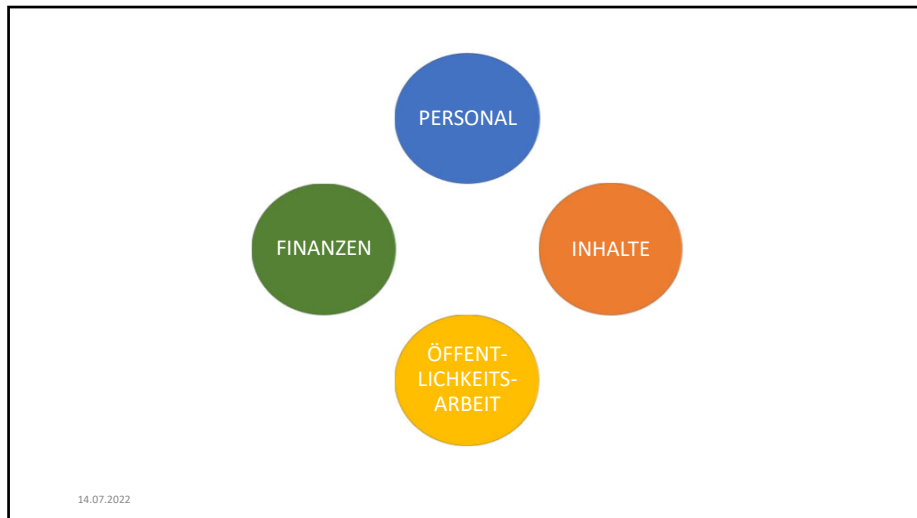 PERSONAL
FINANZEN
INHALTE
ÖFFENT-
LICHKEITS-
ARBEIT
14.07.2022